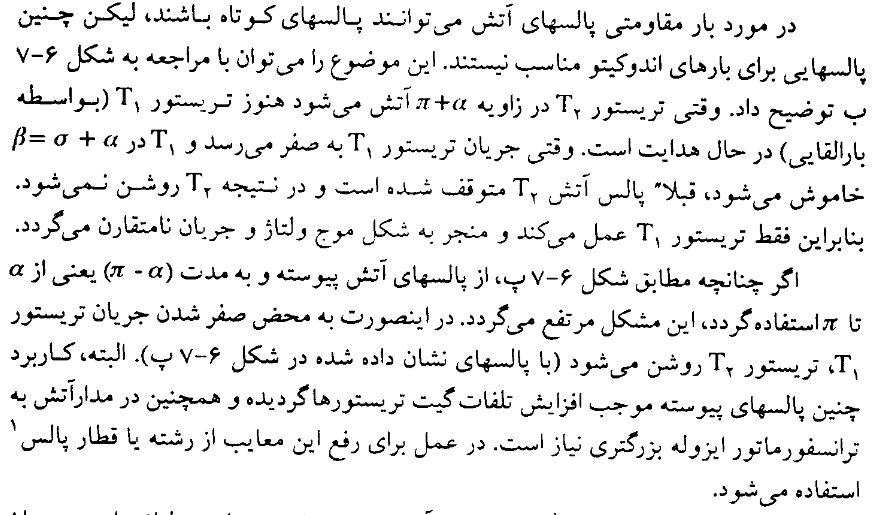 در مورد بار مقاومتی پالسهای آتش می‌توانند پالسهای کوتاه باشند، لیکن چنین
پالسهایی برای بارهای اندوکیتو مناسب نیستند. این موضوع را می‌توان با مراجعه به شکل ۶-۷
ب توضیح داد. وقتی تریستور T۲ در زاویه π+α آتش می‌شود هنوز تریستور T۱ (بواسطه
بارالقایی) در حال هدایت است. وقتی جریان تریستور T۱ به صفر می‌رسد و T۱ در β= σ + α
خاموش می‌شود، قبلا" پالس آتش T۲ متوقف شده است و در نتیجه T۲ روشن نمی‌شود.
بنابراین فقط تریستور T۱ عمل می‌کند و منجر به شکل موج ولتاژ و جریان نامتقارن می‌گردد.
اگر چنانچه مطابق شکل ۶-۷ پ، از پالسهای آتش پیوسته و به مدت (π - α) یعنی از α
تا π استفاده گردد، این مشکل مرتفع می‌گردد. در اینصورت به محض صفر شدن جریان تریستور
T۱، تریستور T۲ روشن می‌شود (با پالسهای نشان داده شده در شکل ۶-۷ پ). البته، کاربرد
چنین پالسهای پیوسته موجب افزایش تلفات گیت تریستورها گردیده و همچنین در مدارآتش به
ترانسفورماتور ایزوله بزرگتری نیاز است. در عمل برای رفع این معایب از رشته یا قطار پالس۱
استفاده می‌شود.